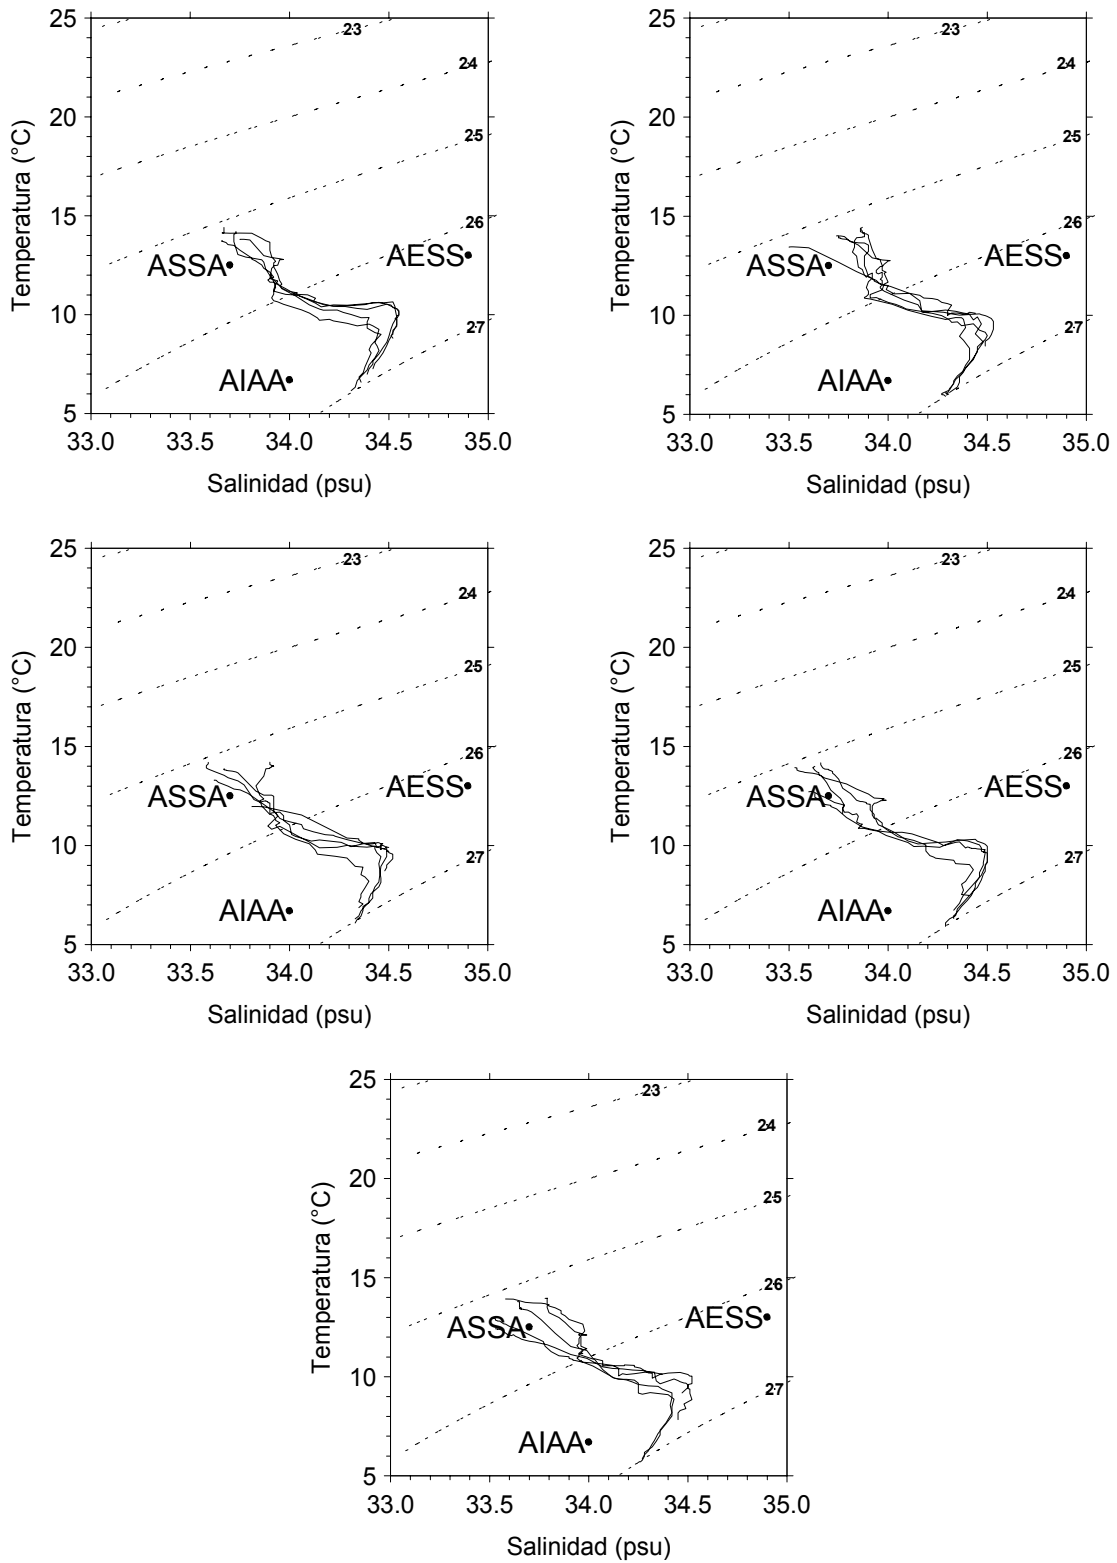 25 25
23 23
24 24
20 20
25 25
15 15
26 26
ASSA AESS ASSA AESS
10 10
27 27
AIAA AIAA
5 5
33.0 33.5 34.0 34.5 35.0 33.0 33.5 34.0 34.5 35.0
Salinidad (psu) Salinidad (psu)
Temperatura (°C) Temperatura (°C)
25 25
23 23
24 24
20 20
25 25
15 15
26 26
ASSA AESS ASSA AESS
10 10
27 27
AIAA AIAA
5 5
33.0 33.5 34.0 34.5 35.0 33.0 33.5 34.0 34.5 35.0
Salinidad (psu) Salinidad (psu)
Temperatura (°C) Temperatura (°C)
25
23
24
20
25
15
26
ASSA AESS
10
27
AIAA
5
33.0 33.5 34.0 34.5 35.0
Salinidad (psu)
Temperatura (°C)